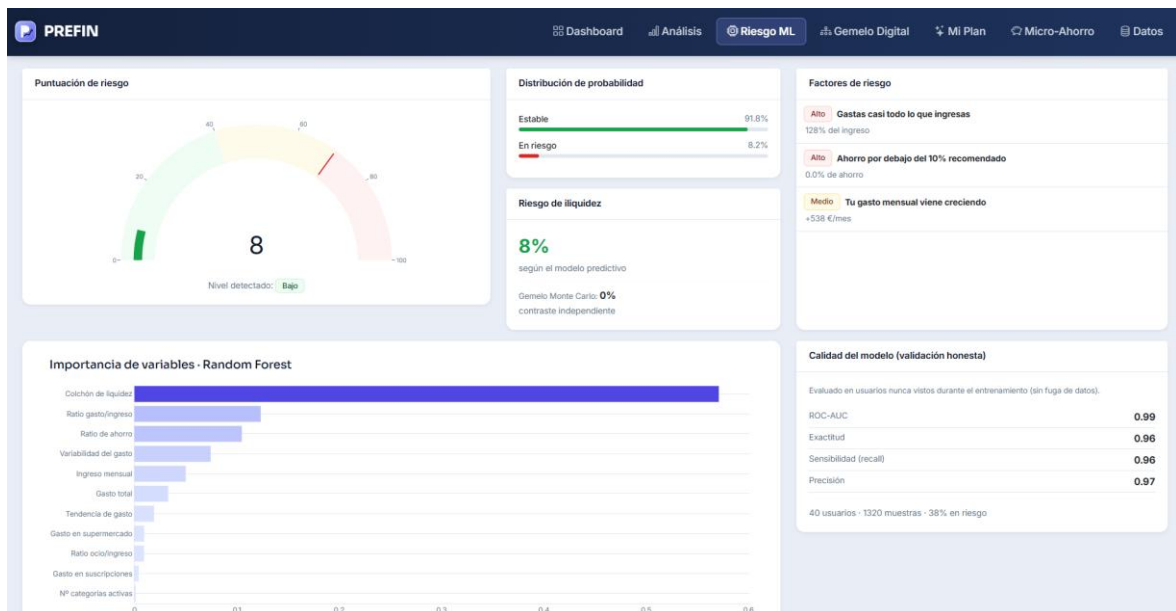 PREFIN
Dashboard
Análisis
Riesgo ML
Gemelo Digital
Mi Plan
Micro-Ahorro
Datos
Puntuación de riesgo
0
20
40
60
80
100
8
Nivel detectado: Bajo
Distribución de probabilidad
Estable 91.8%
En riesgo 8.2%
Riesgo de iliquidez
8%
según el modelo predictivo
Gemelo Monte Carlo: 0%
contraste independiente
Factores de riesgo
Alto Gastas casi todo lo que ingresas
128% del ingreso
Alto Ahorro por debajo del 10% recomendado
0.0% de ahorro
Medio Tu gasto mensual viene creciendo
+538 €/mes
Importancia de variables · Random Forest
Colchón de liquidez
Ratio gasto/ingreso
Ratio de ahorro
Variabilidad del gasto
Ingreso mensual
Gasto total
Tendencia de gasto
Gasto en supermercado
Ratio ocio/ingreso
Gasto en suscripciones
Nº categorías activas
0 0.1 0.2 0.3 0.4 0.5 0.6
Calidad del modelo (validación honesta)
Evaluado en usuarios nunca vistos durante el entrenamiento (sin fuga de datos).
ROC-AUC 0.99
Exactitud 0.96
Sensibilidad (recall) 0.96
Precisión 0.97
40 usuarios · 1320 muestras · 38% en riesgo